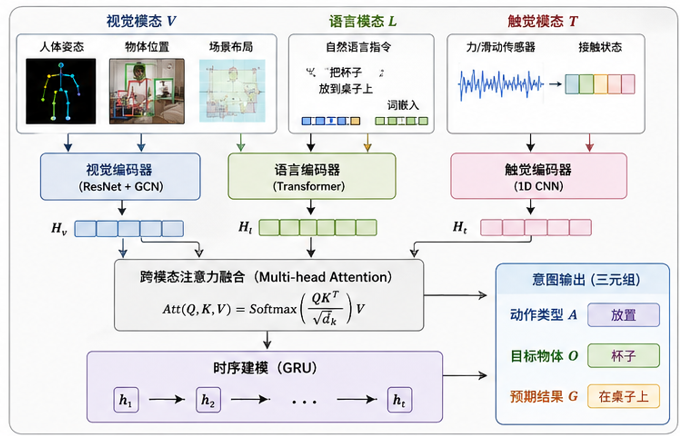 视觉模态 V
语言模态 L
触觉模态 T
人体姿态
物体位置
场景布局
自然语言指令
把杯子
放到桌子上
词嵌入
力/滑动传感器
接触状态
视觉编码器
(ResNet + GCN)
语言编码器
(Transformer)
触觉编码器
(1D CNN)
H_v
H_l
H_t
跨模态注意力融合（Multi-head Attention）
Att(Q, K, V) = Softmax(QK^T / √d_k) V
时序建模（GRU）
h_1
h_2
. . .
h_t
意图输出 (三元组)
动作类型 A
放置
目标物体 O
杯子
预期结果 G
在桌子上